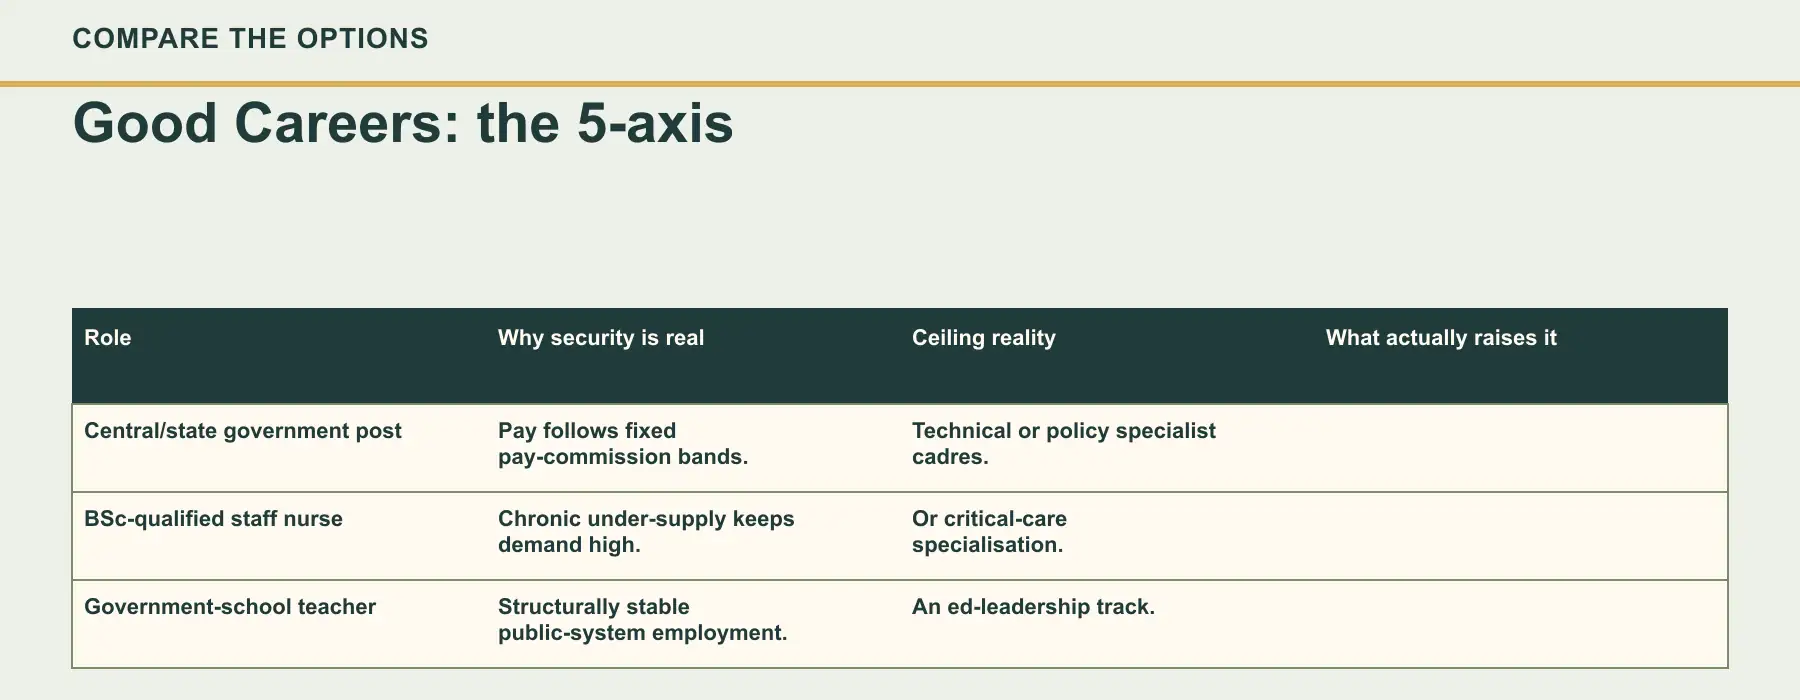 COMPARE THE OPTIONS
Good Careers: the 5-axis
Role
Why security is real
Ceiling reality
What actually raises it
Central/state government post
Pay follows fixed
pay-commission bands.
Technical or policy specialist
cadres.
BSc-qualified staff nurse
Chronic under-supply keeps
demand high.
Or critical-care
specialisation.
Government-school teacher
Structurally stable
public-system employment.
An ed-leadership track.